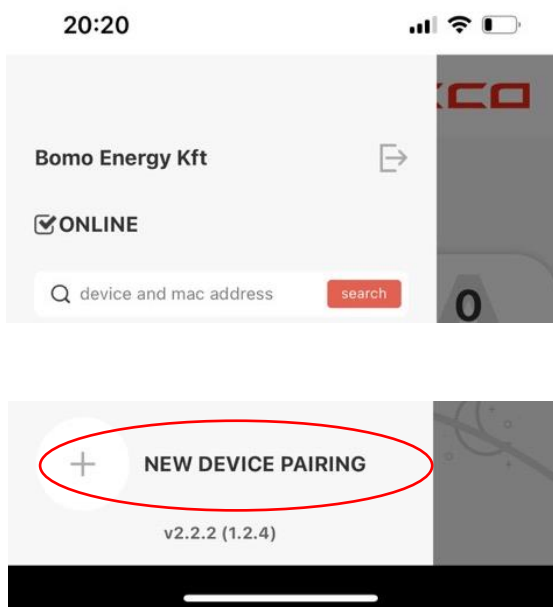 20:20
Bomo Energy Kft
ONLINE
device and mac address
search
0
NEW DEVICE PAIRING
v2.2.2 (1.2.4)